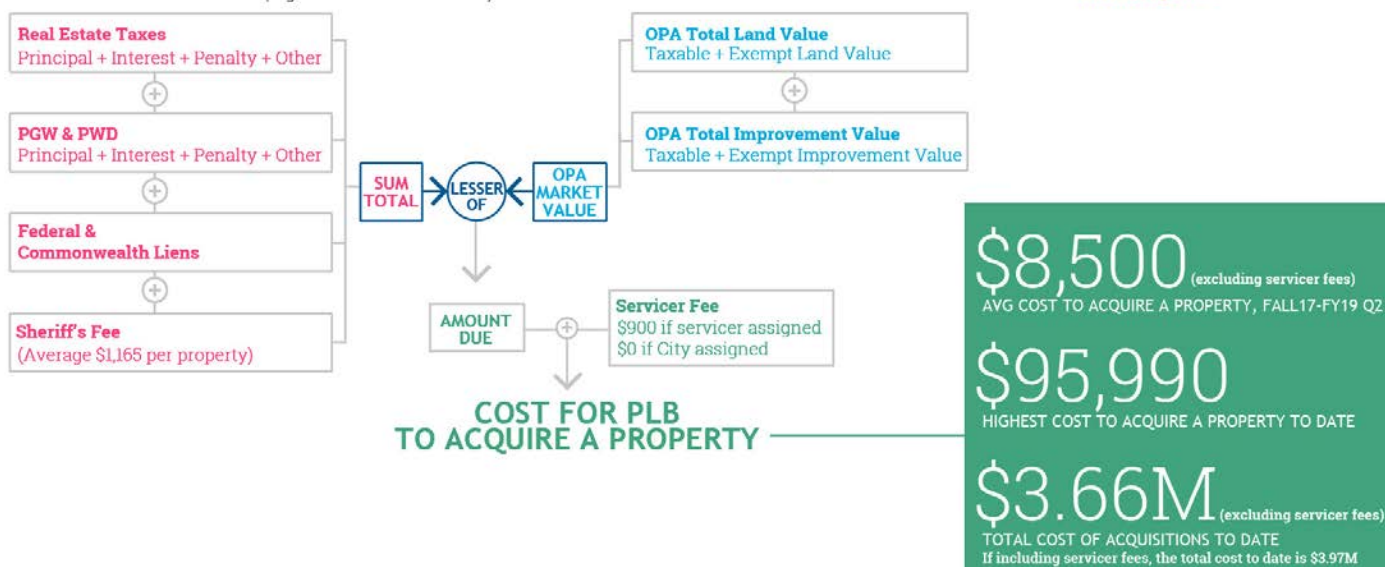 Real Estate Taxes
Principal + Interest + Penalty + Other
PGW & PWD
Principal + Interest + Penalty + Other
Federal &
Commonwealth Liens
Sheriff's Fee
(Average $1,165 per property)
SUM
TOTAL
LESSER
OF
OPA
MARKET
VALUE
OPA Total Land Value
Taxable + Exempt Land Value
OPA Total Improvement Value
Taxable + Exempt Improvement Value
AMOUNT
DUE
Servicer Fee
$900 if servicer assigned
$0 if City assigned
COST FOR PLB
TO ACQUIRE A PROPERTY
$8,500 (excluding servicer fees)
AVG COST TO ACQUIRE A PROPERTY, FALL17-FY19 Q2
$95,990
HIGHEST COST TO ACQUIRE A PROPERTY TO DATE
$3.66M (excluding servicer fees)
TOTAL COST OF ACQUISITIONS TO DATE
If including servicer fees, the total cost to date is $3.97M